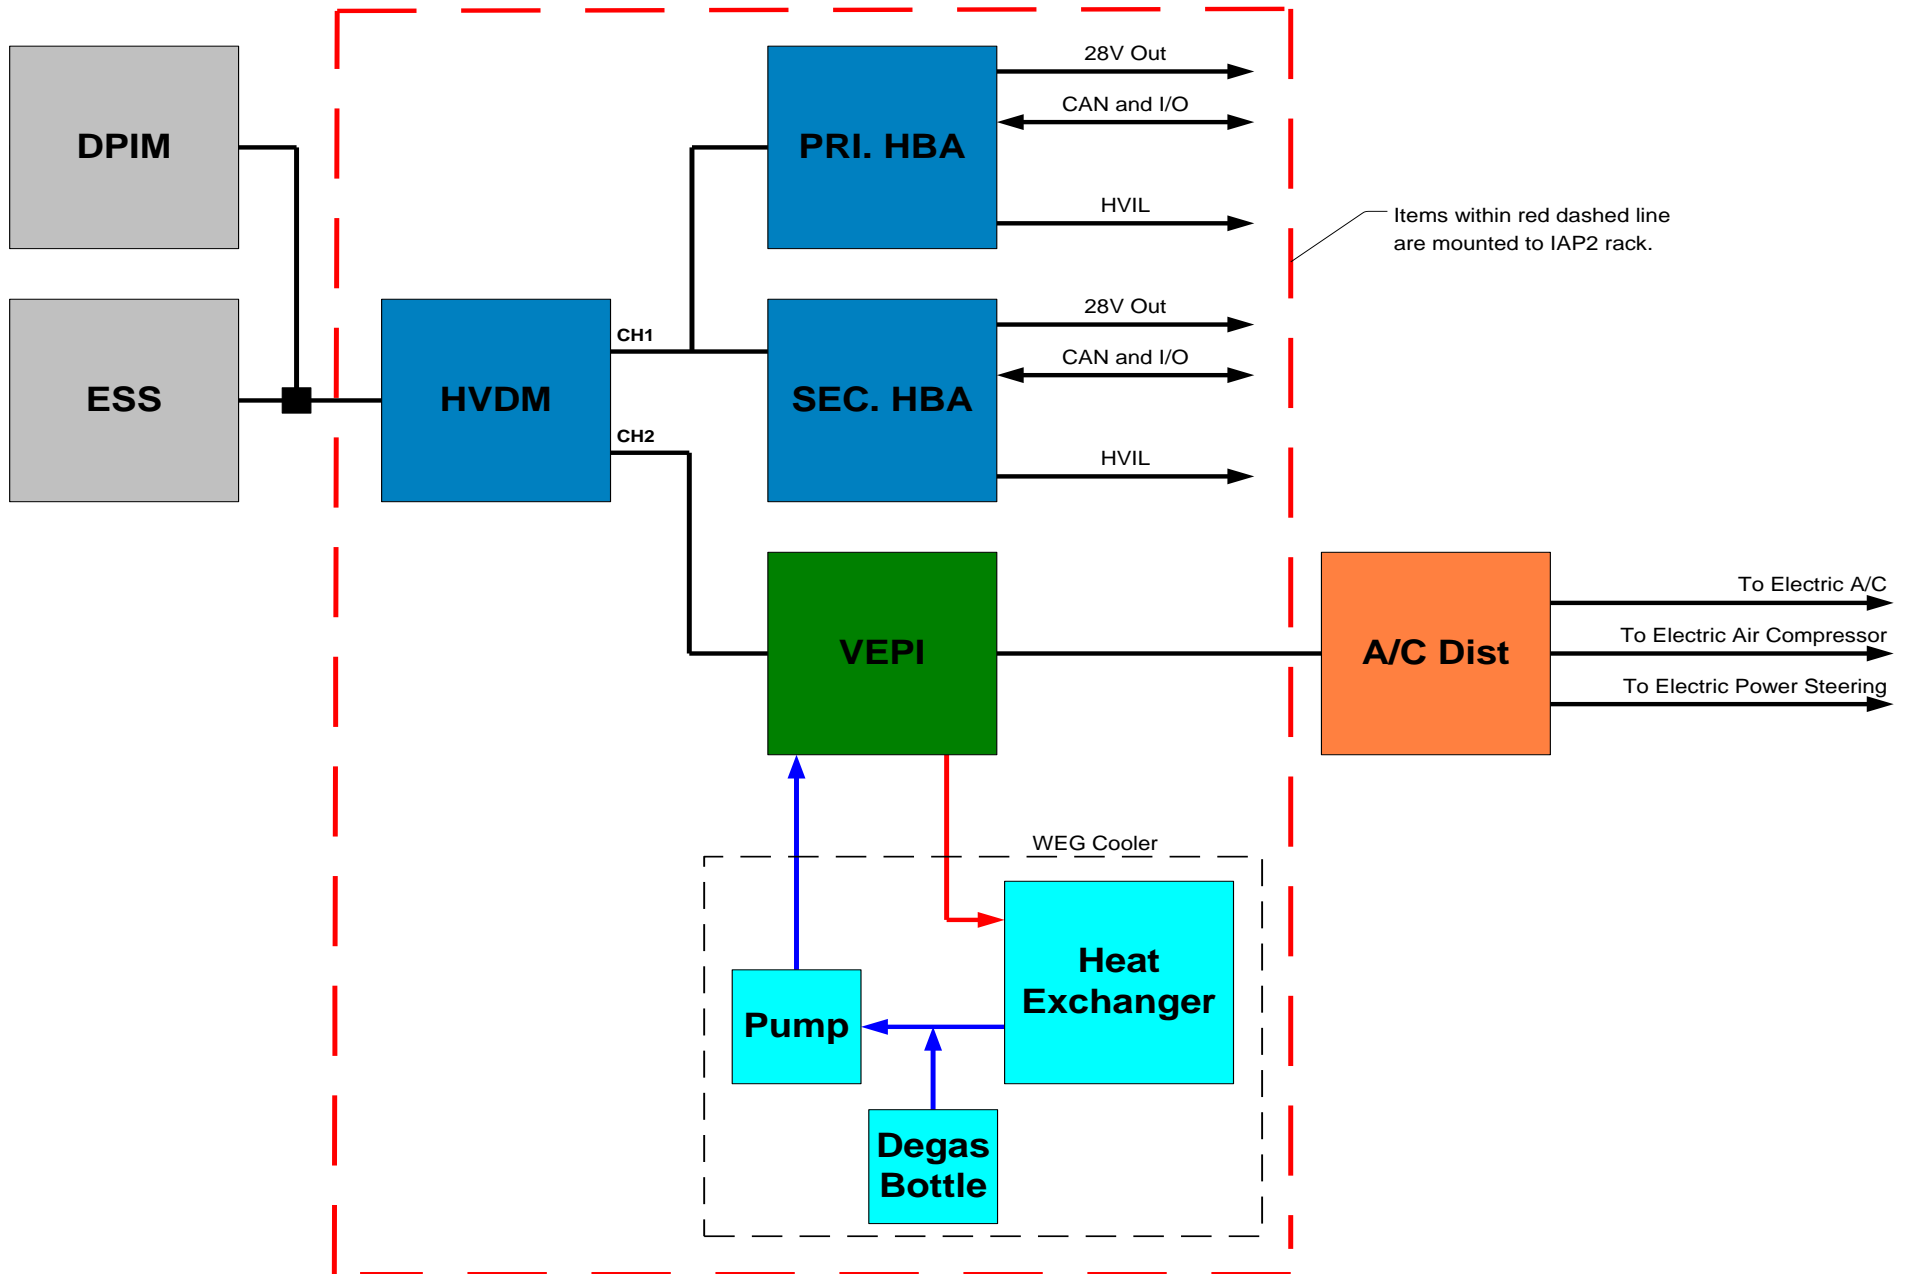 DPIM
ESS
HVDM
CH1
CH2
PRI. HBA
28V Out
CAN and I/O
HVIL
SEC. HBA
28V Out
CAN and I/O
HVIL
Items within red dashed line
are mounted to IAP2 rack.
VEPI
A/C Dist
To Electric A/C
To Electric Air Compressor
To Electric Power Steering
WEG Cooler
Heat
Exchanger
Pump
Degas
Bottle